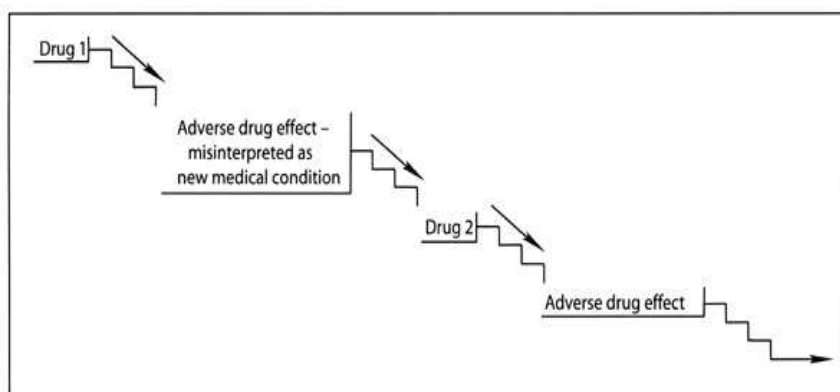 Drug 1
Adverse drug effect –
misinterpreted as
new medical condition
Drug 2
Adverse drug effect